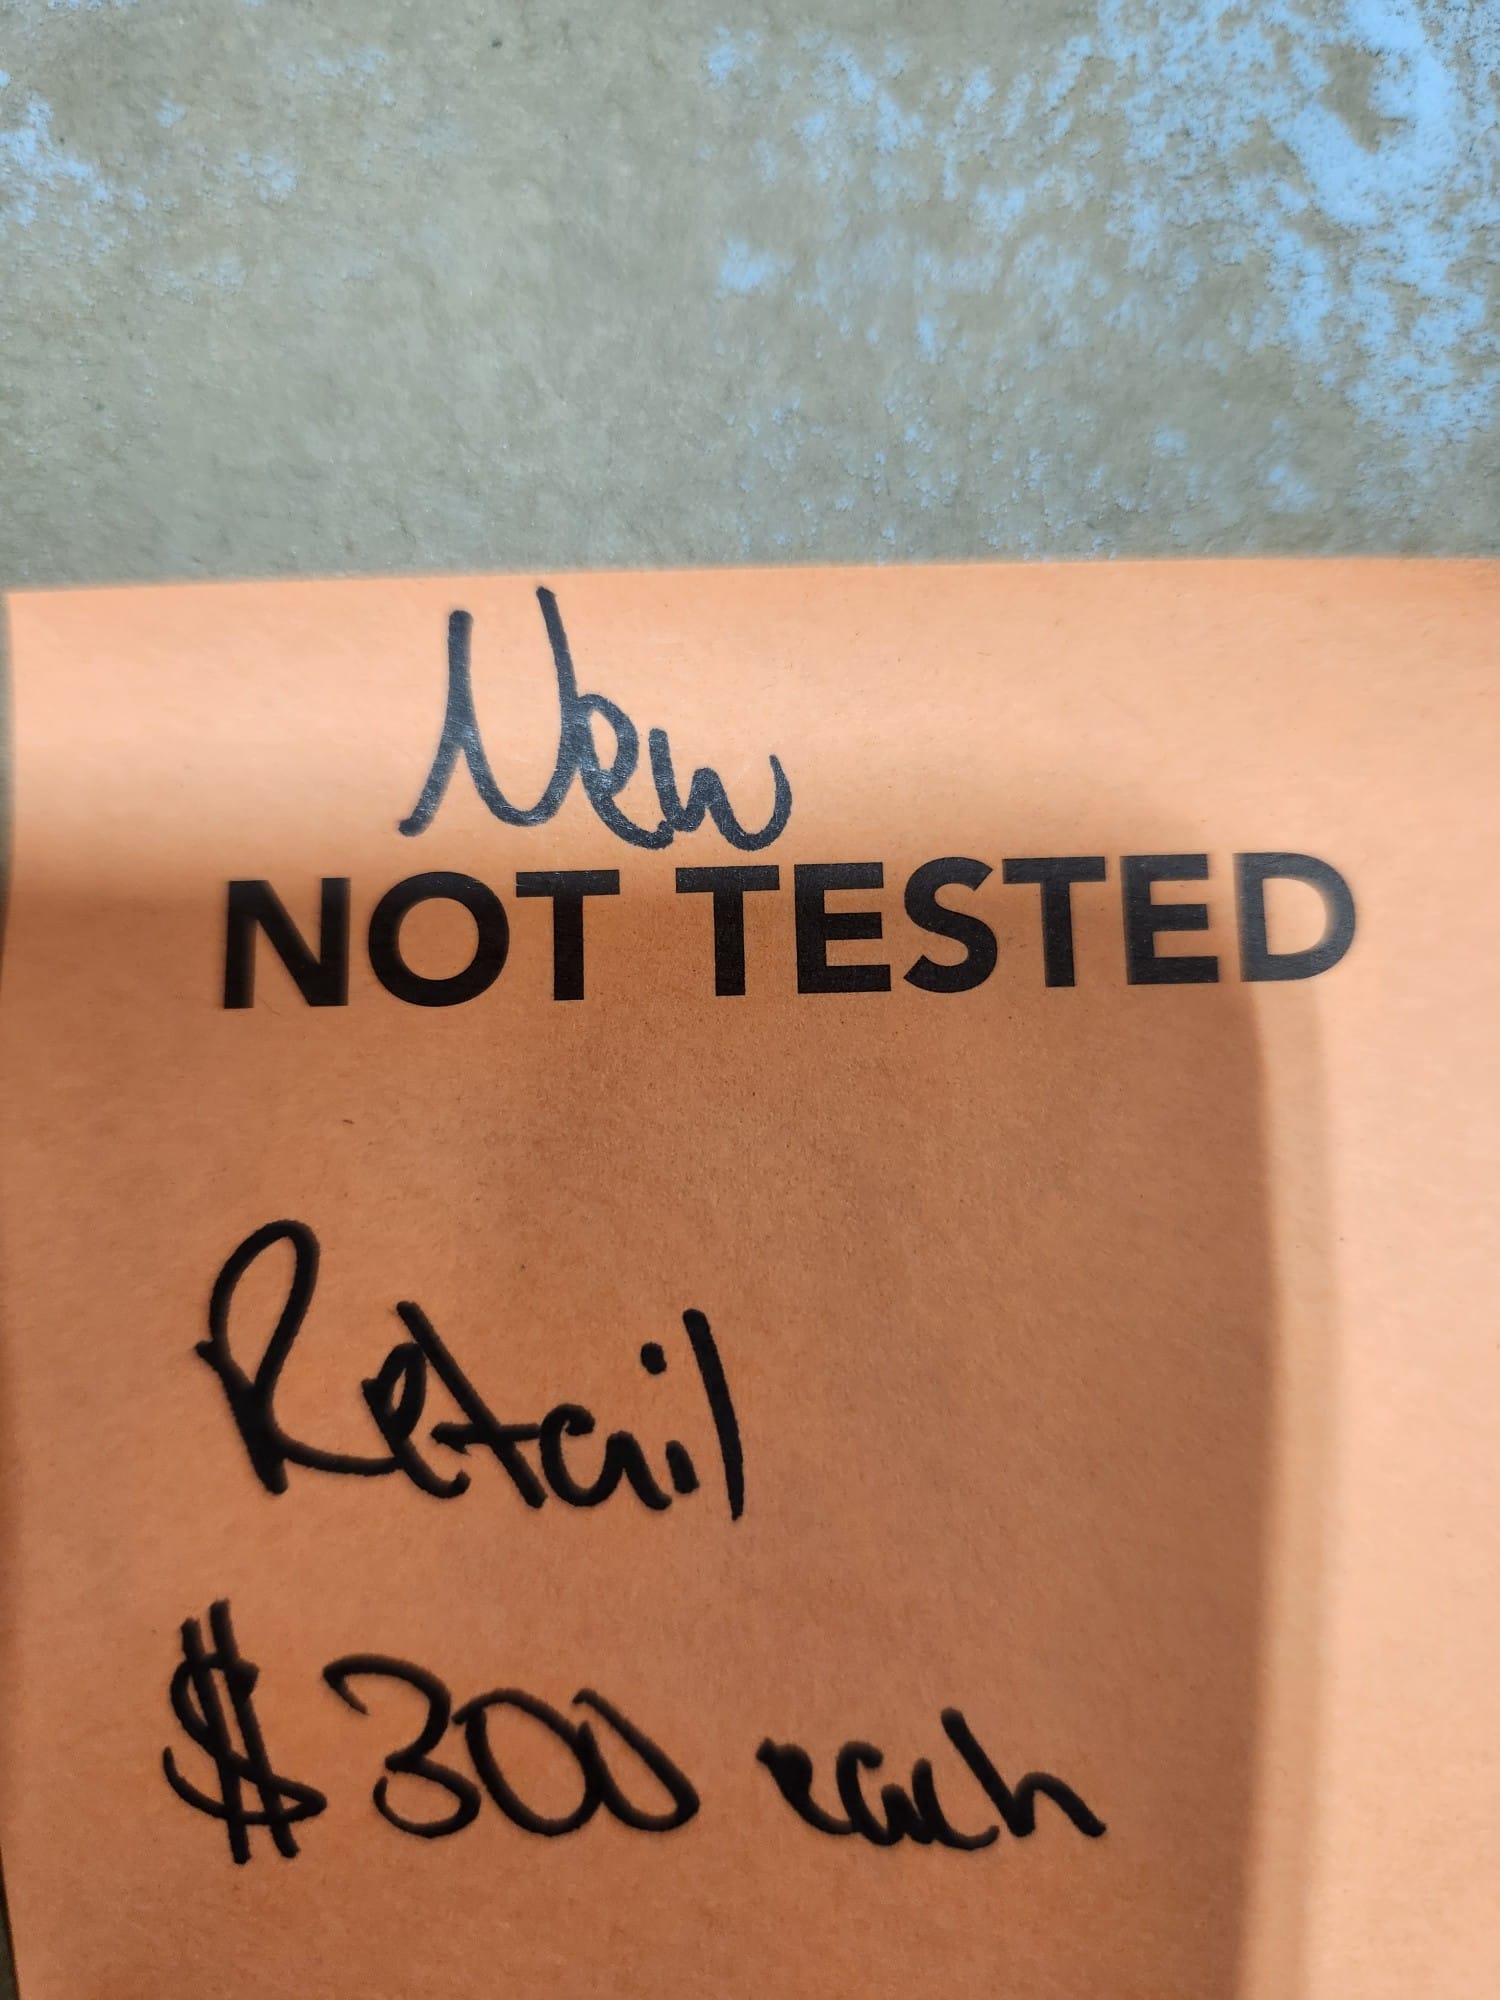 New
NOT TESTED
Retail
$300 each